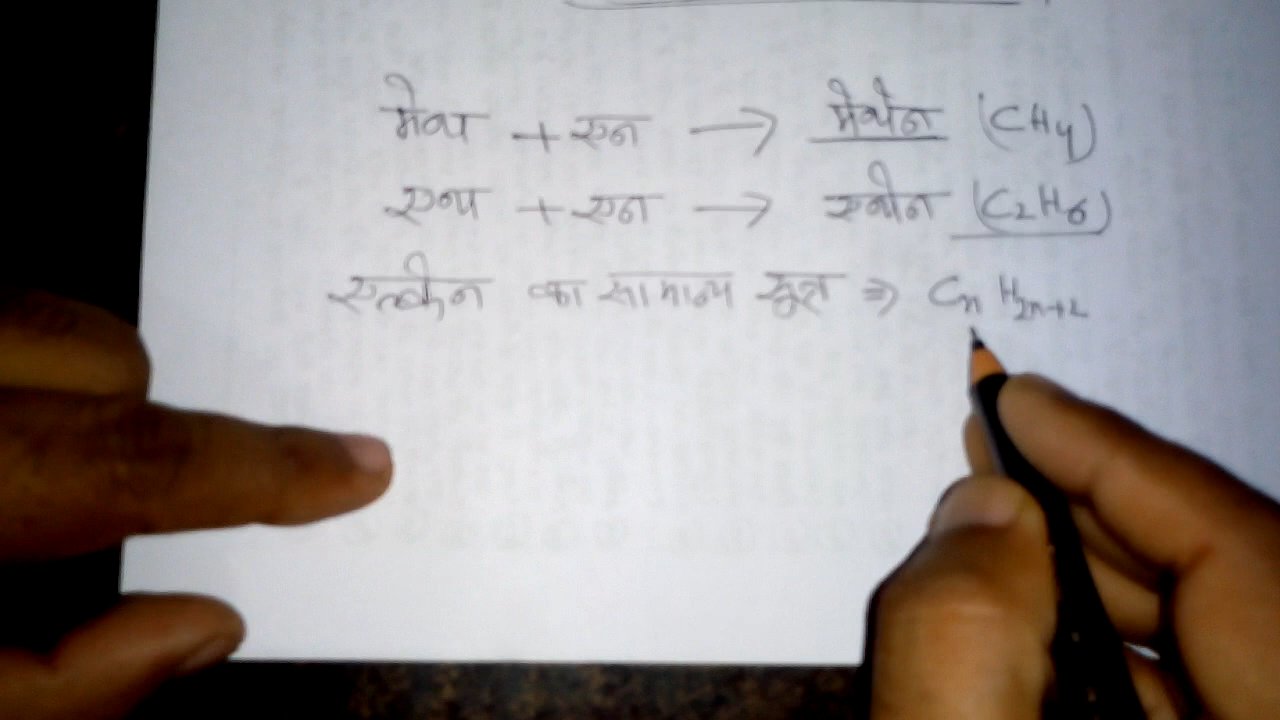 मेथ + एन → मेथेन (CH4)
एथ + एन → एथेन (C2H6)
एल्केन का सामान्य सूत्र ⇒ CnH2n+2